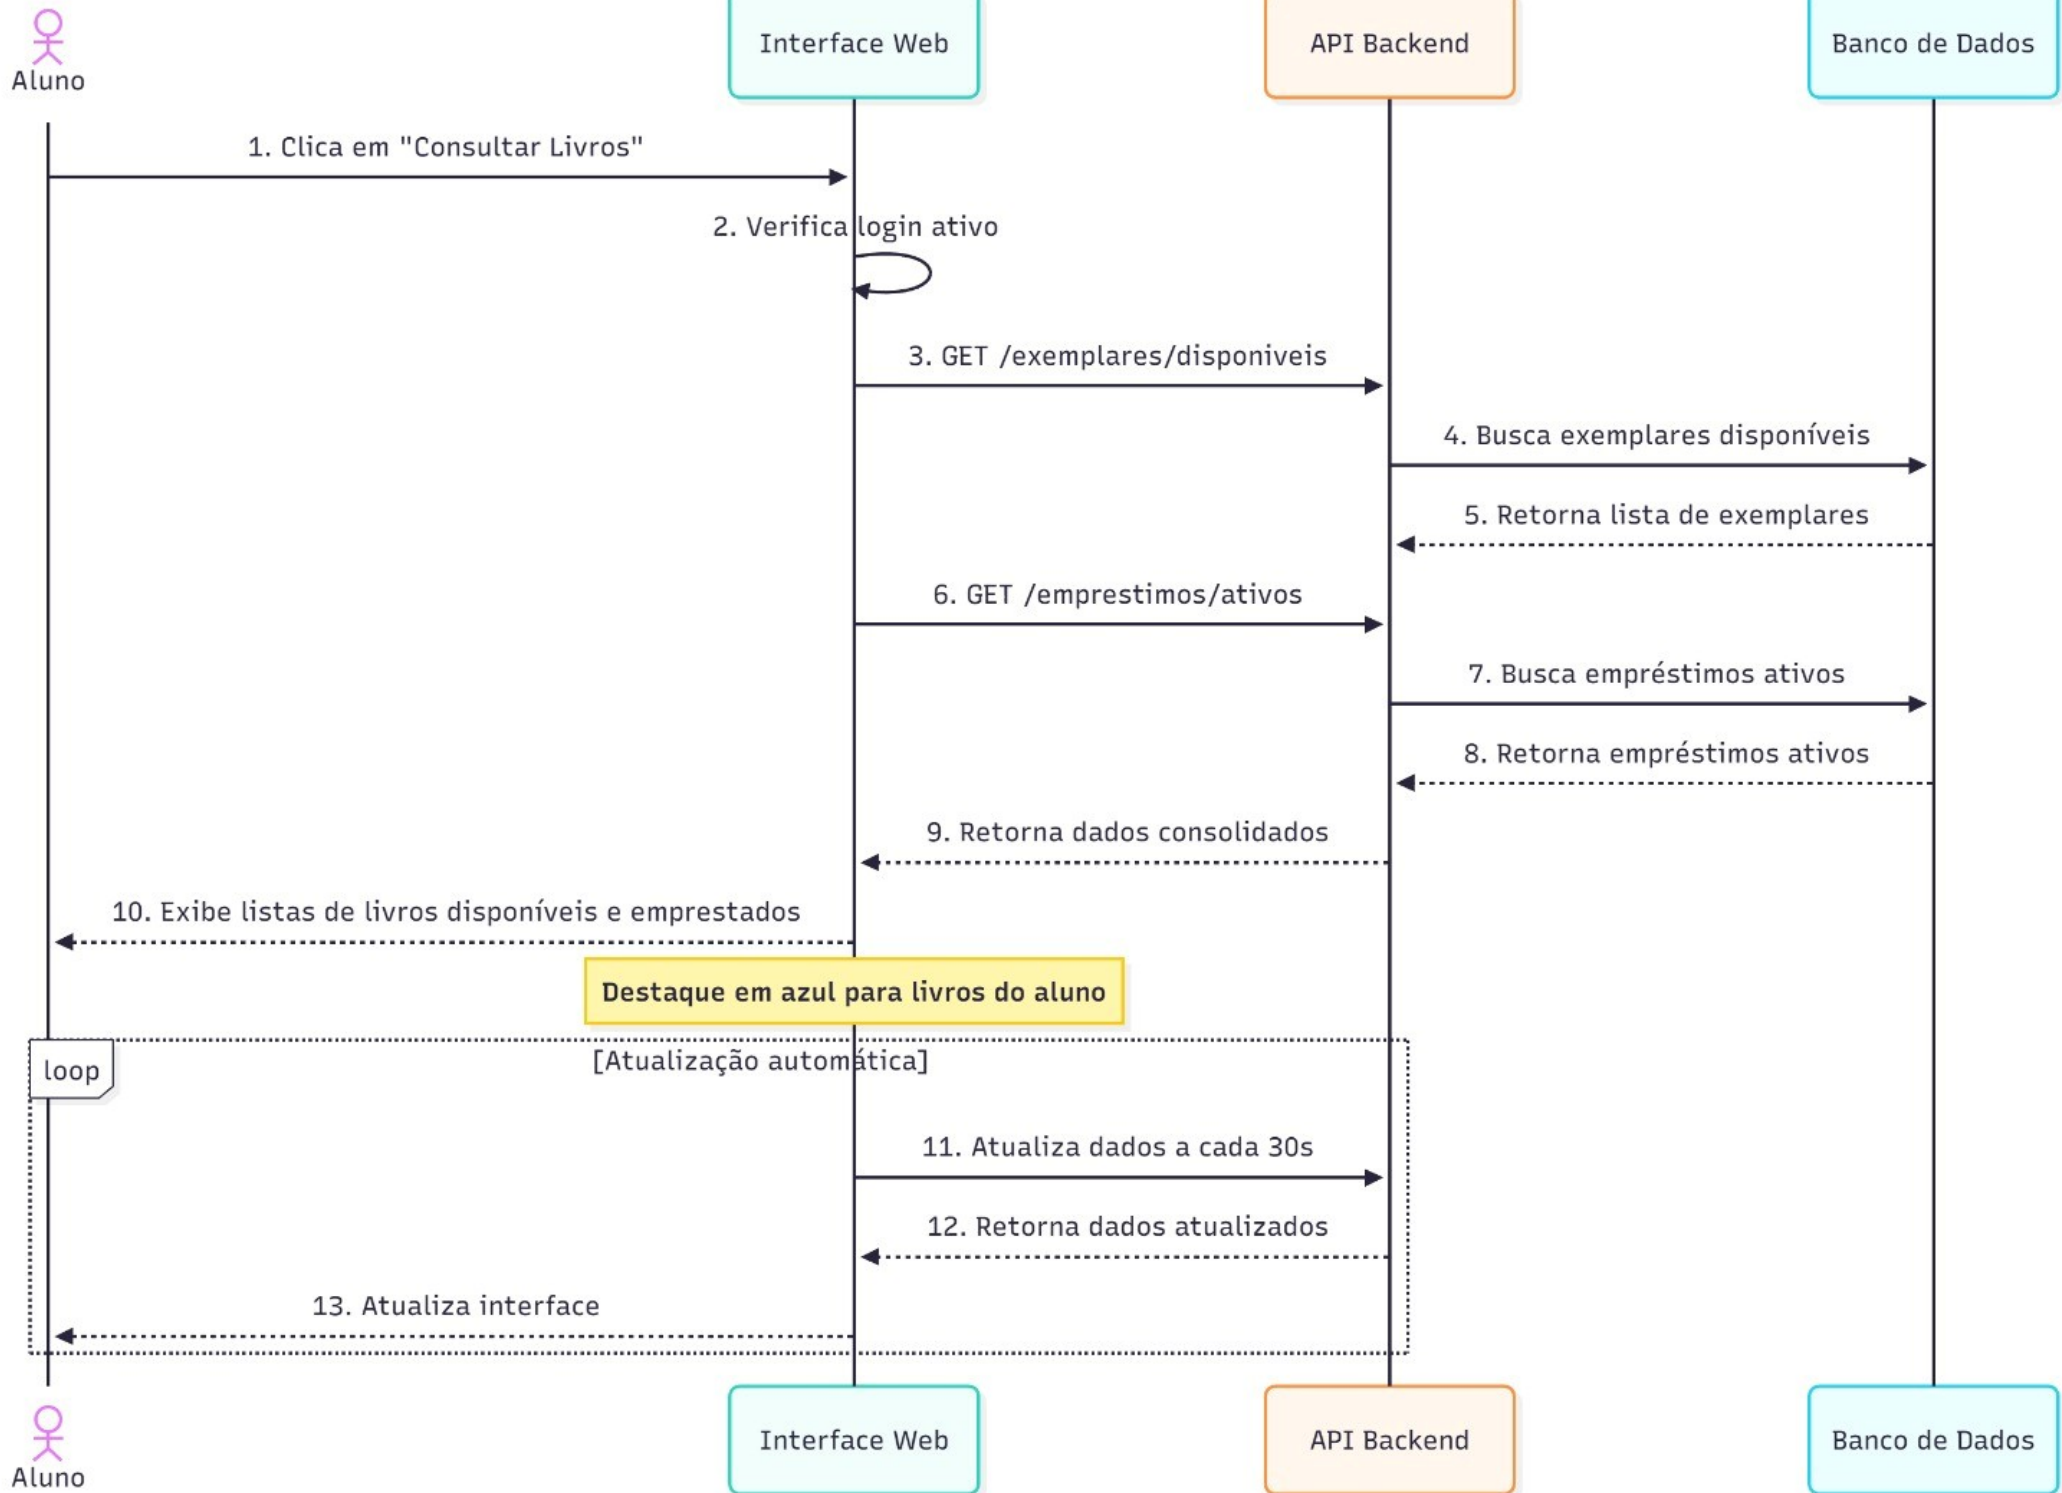 Aluno
Interface Web
API Backend
Banco de Dados
1. Clica em "Consultar Livros"
2. Verifica login ativo
3. GET /exemplares/disponiveis
4. Busca exemplares disponíveis
5. Retorna lista de exemplares
6. GET /emprestimos/ativos
7. Busca empréstimos ativos
8. Retorna empréstimos ativos
9. Retorna dados consolidados
10. Exibe listas de livros disponíveis e emprestados
Destaque em azul para livros do aluno
loop
[Atualização automática]
11. Atualiza dados a cada 30s
12. Retorna dados atualizados
13. Atualiza interface
Aluno
Interface Web
API Backend
Banco de Dados